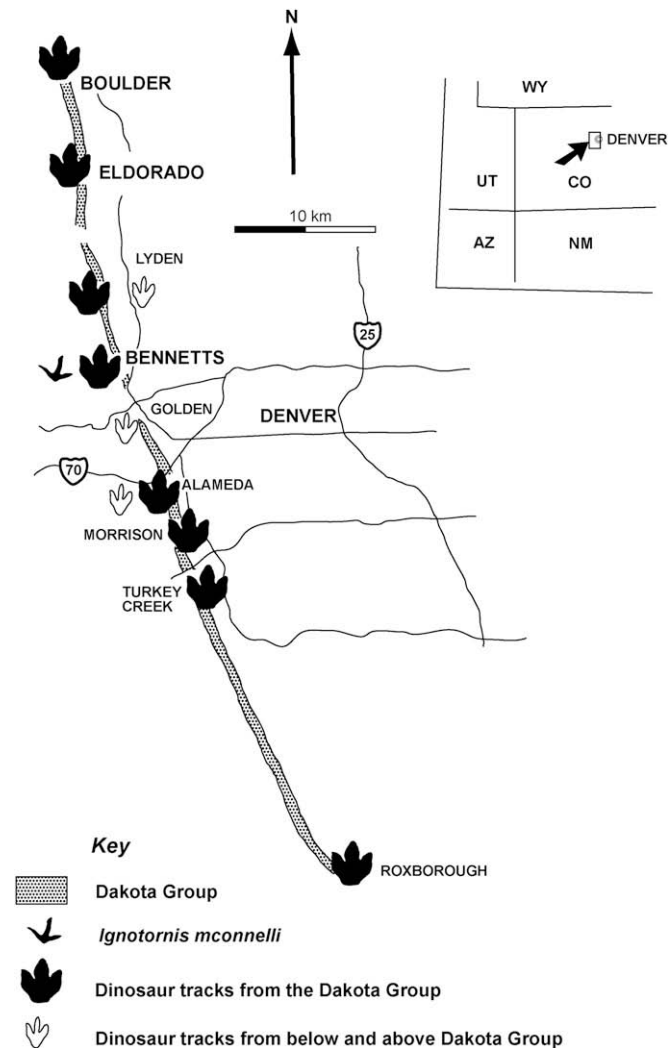 N
BOULDER
WY
DENVER
ELDORADO
UT
CO
10 km
AZ
NM
LYDEN
25
BENNETTS
GOLDEN
DENVER
70
ALAMEDA
MORRISON
TURKEY
CREEK
Key
ROXBOROUGH
Dakota Group
Ignotornis mconnelli
Dinosaur tracks from the Dakota Group
Dinosaur tracks from below and above Dakota Group